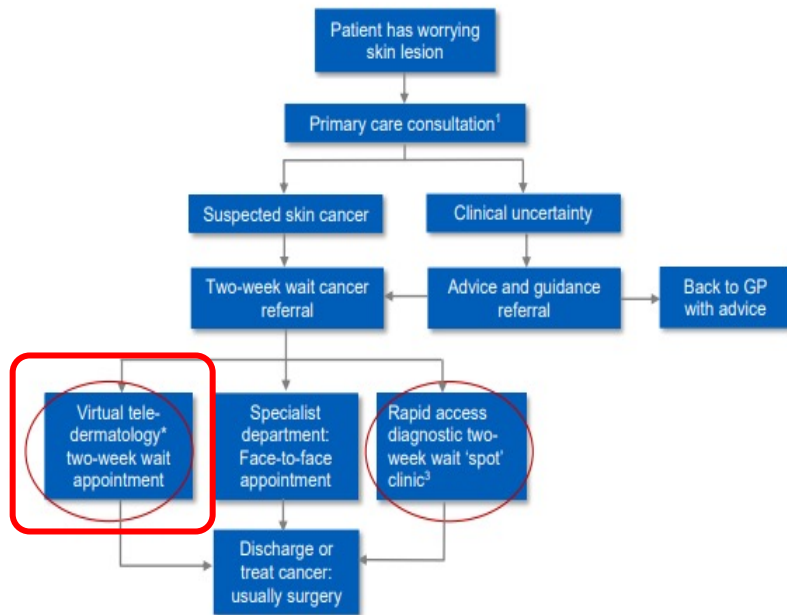 Patient has worrying
skin lesion
Primary care consultation¹
Suspected skin cancer
Clinical uncertainty
Two-week wait cancer
referral
Advice and guidance
referral
Back to GP
with advice
Virtual tele-
dermatology*
two-week wait
appointment
Specialist
department:
Face-to-face
appointment
Rapid access
diagnostic two-
week wait ‘spot’
clinic³
Discharge or
treat cancer:
usually surgery